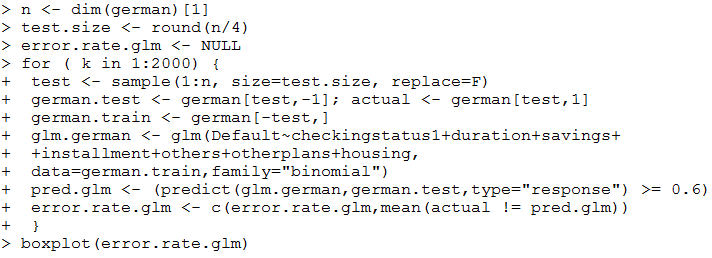 > n <- dim(german)[1]
> test.size <- round(n/4)
> error.rate.glm <- NULL
> for ( k in 1:2000) {
+  test <- sample(1:n, size=test.size, replace=F)
+  german.test <- german[test,-1]; actual <- german[test,1]
+  german.train <- german[-test,]
+  glm.german <- glm(Default~checkingstatus1+duration+savings+
+  +installment+others+otherplans+housing,
+  data=german.train,family="binomial")
+  pred.glm <- (predict(glm.german,german.test,type="response") >= 0.6)
+  error.rate.glm <- c(error.rate.glm,mean(actual != pred.glm))
+  }
> boxplot(error.rate.glm)